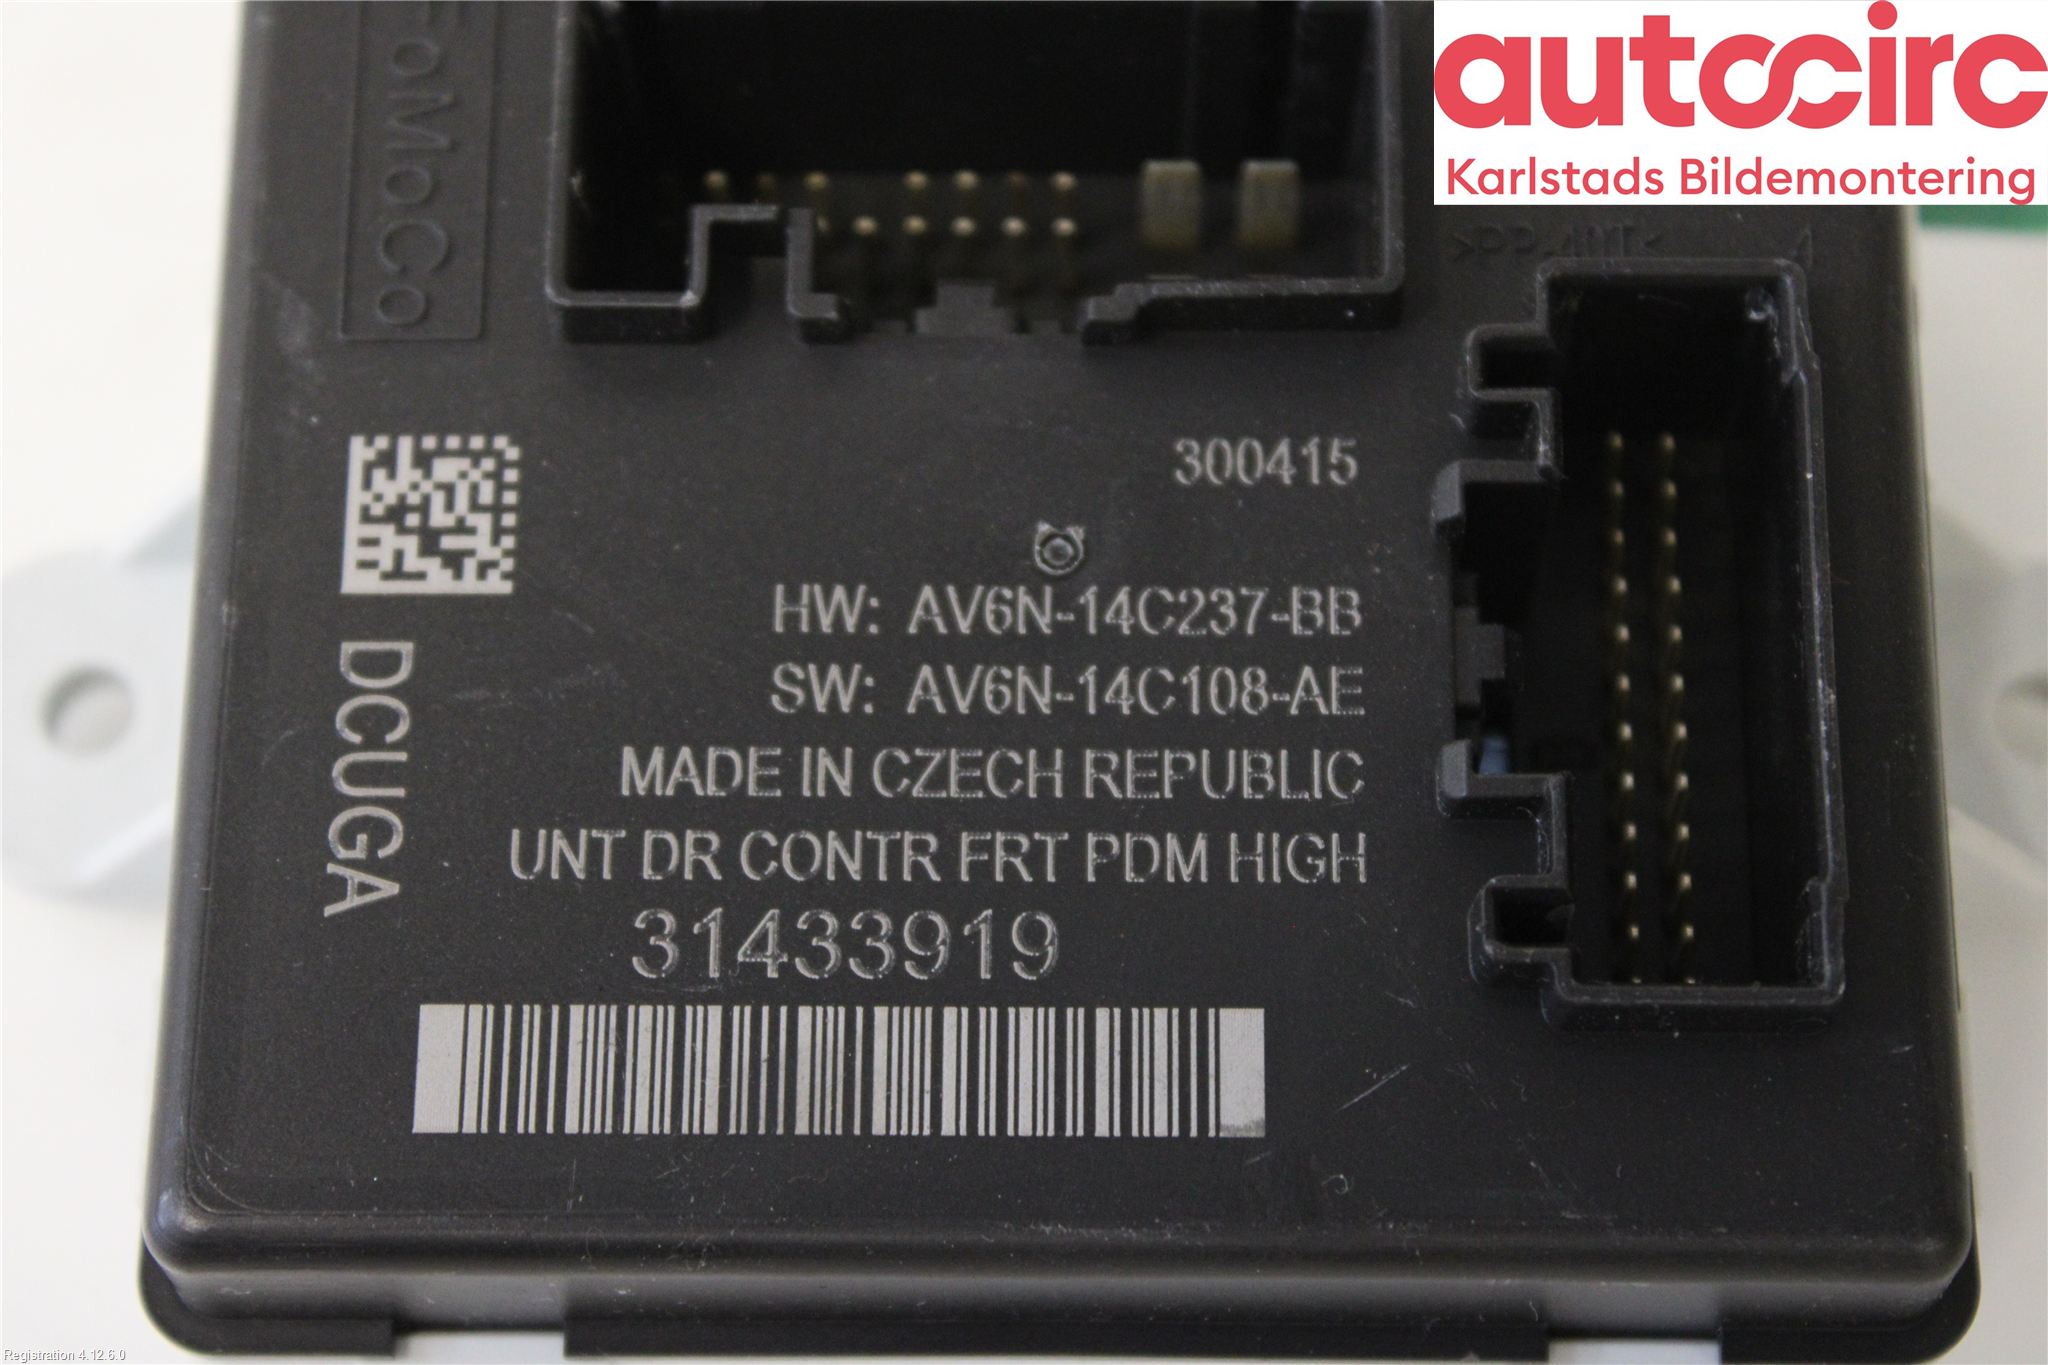 autocirc
Karlstads Bildemontering
FoMoCo
300415
HW: AV6N-14C237-BB
SW: AV6N-14C108-AE
MADE IN CZECH REPUBLIC
UNT DR CONTR FRT PDM HIGH
31433919
DCUGA
Registration 4.12.6.0